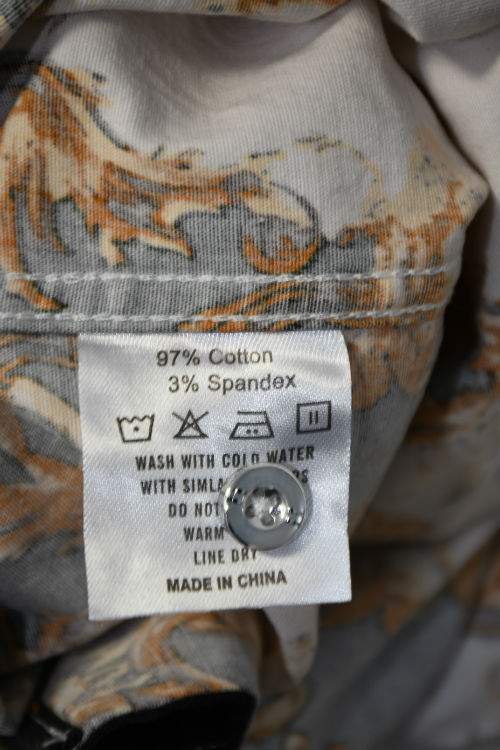 97% Cotton
3% Spandex
WASH WITH COLD WATER
WITH SIMLA
DO NOT
WARM
LINE DRY
MADE IN CHINA